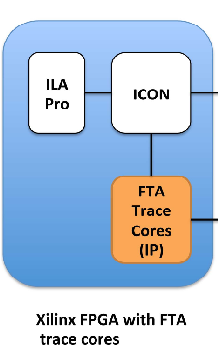 ILA
Pro
ICON
FTA
Trace
Cores
(IP)
Xilinx FPGA with FTA
trace cores